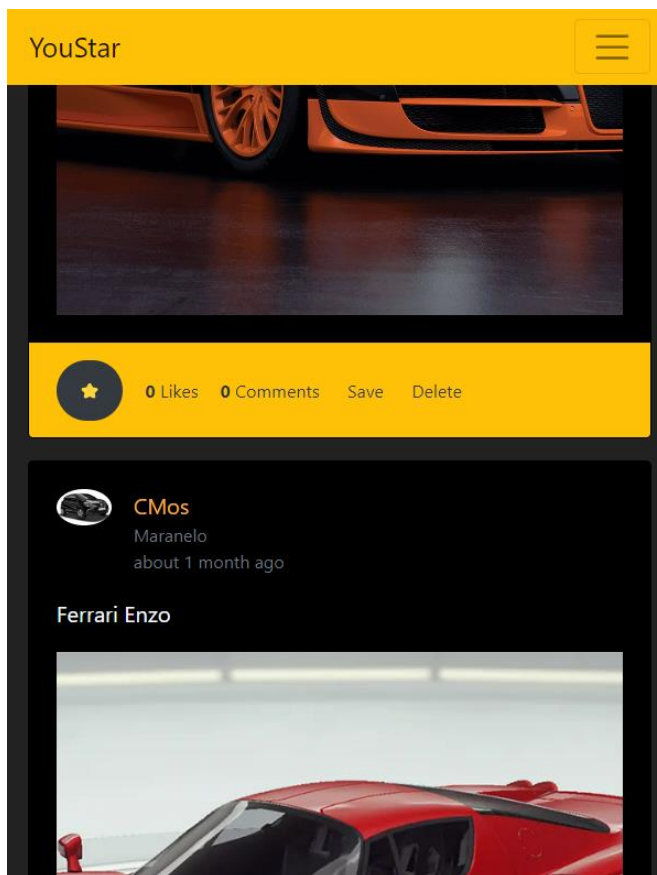 YouStar
0 Likes 0 Comments Save Delete
CMos
Maranelo
about 1 month ago
Ferrari Enzo